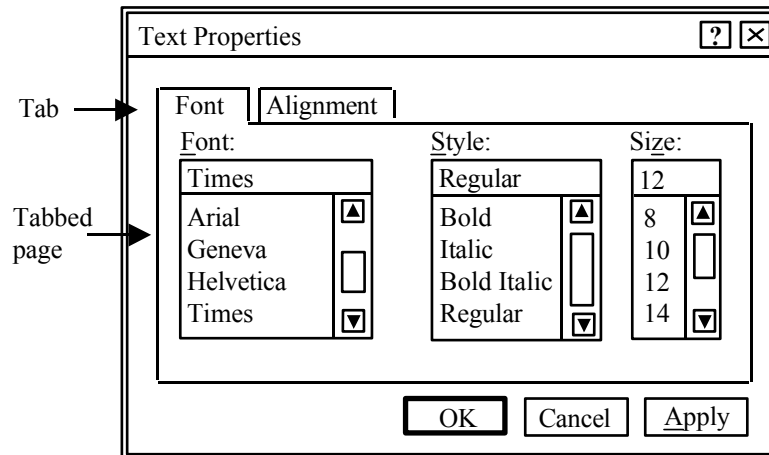 Text Properties ? ×
Tab
Font Alignment
Font: Style: Size:
Times Regular 12
Tabbed page
Arial Bold 8
Geneva Italic 10
Helvetica Bold Italic 12
Times Regular 14
OK Cancel Apply